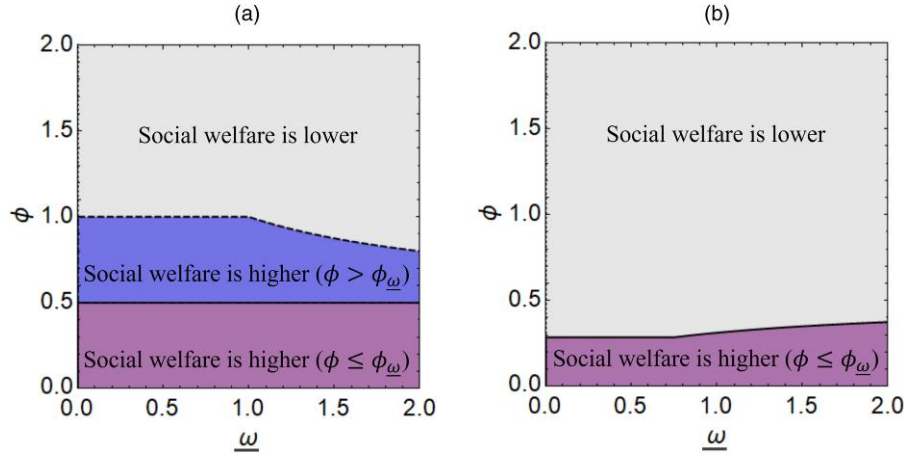 (a)
2.0
Social welfare is lower
1.5
ϕ
1.0
Social welfare is higher (ϕ > ϕ_ω)
0.5
Social welfare is higher (ϕ ≤ ϕ_ω)
0.0
0.0 0.5 1.0 1.5 2.0
ω
(b)
2.0
Social welfare is lower
1.5
ϕ
1.0
0.5
Social welfare is higher (ϕ ≤ ϕ_ω)
0.0
0.0 0.5 1.0 1.5 2.0
ω